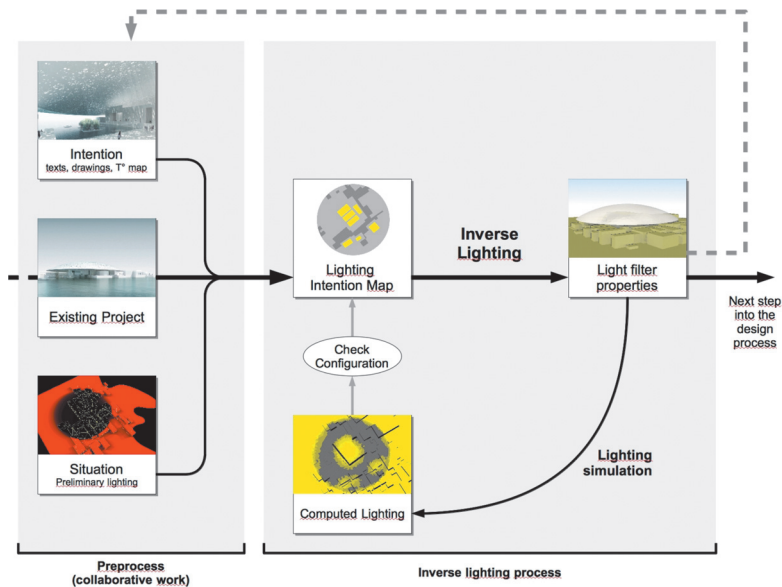 Intention
texts, drawings, T° map
Existing Project
Situation
Preliminary lighting
Preprocess
(collaborative work)
Lighting
Intention Map
Inverse
Lighting
Light filter
properties
Next step
into the
design
process
Check
Configuration
Computed Lighting
Lighting
simulation
Inverse lighting process